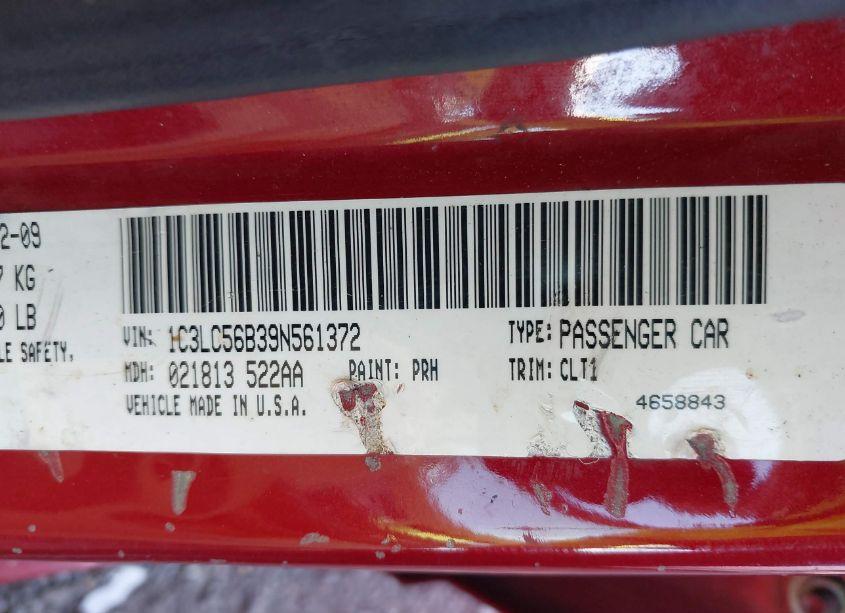 2-09
7 KG
0 LB
LE SAFETY,
VIN: 1C3LC56B39N561372 TYPE: PASSENGER CAR
MDH: 021813 522AA PAINT: PRH TRIM: CLT1
VEHICLE MADE IN U.S.A. 4658843